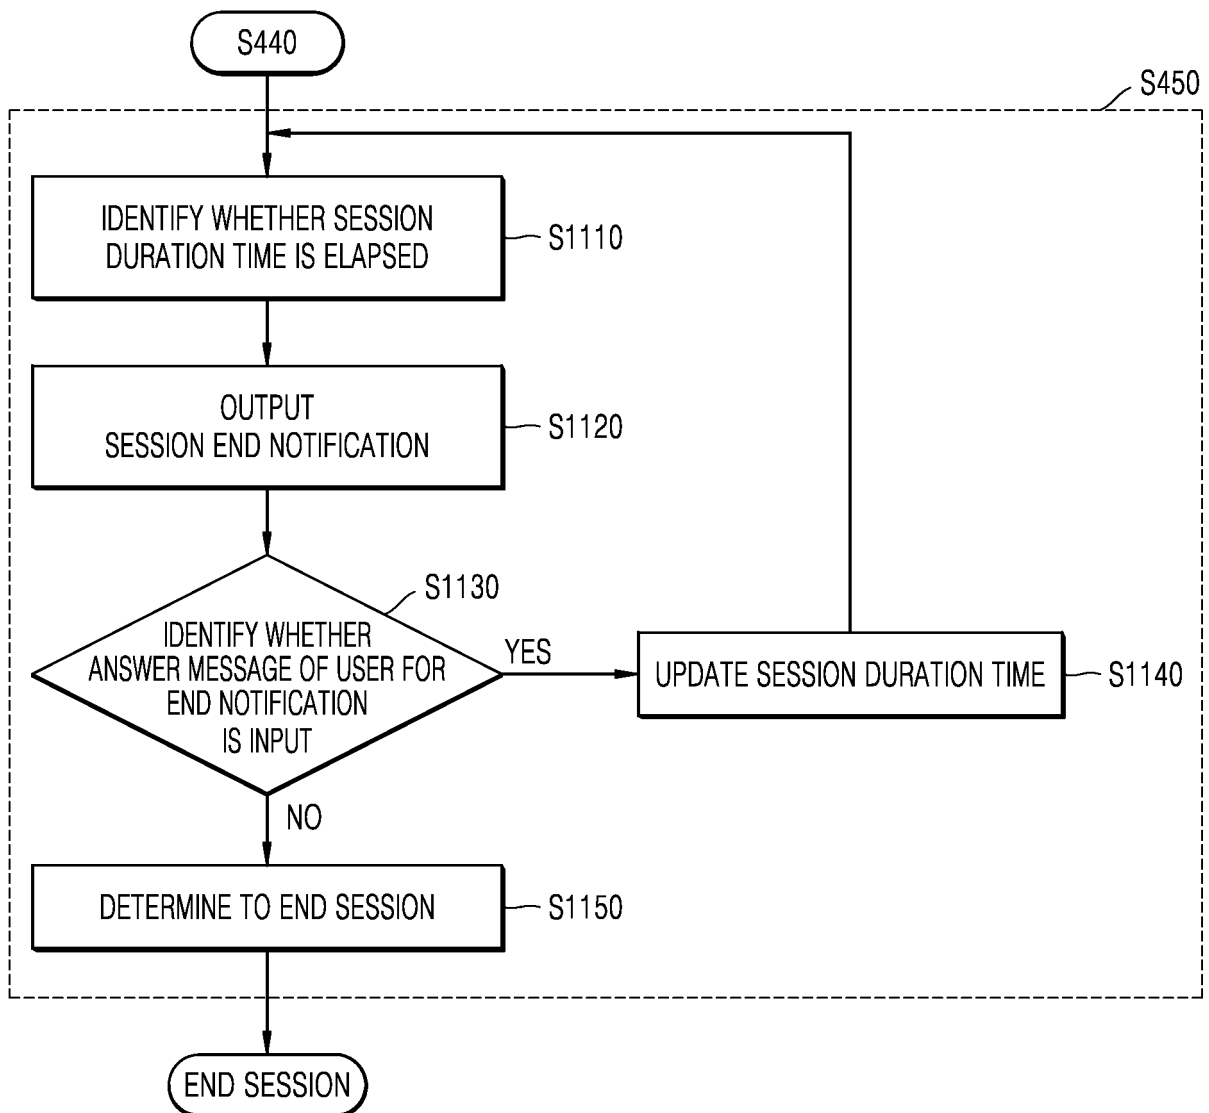 S440
S450
IDENTIFY WHETHER SESSION
DURATION TIME IS ELAPSED
S1110
OUTPUT
SESSION END NOTIFICATION
S1120
S1130
IDENTIFY WHETHER
ANSWER MESSAGE OF USER FOR
END NOTIFICATION
IS INPUT
YES
UPDATE SESSION DURATION TIME
S1140
NO
DETERMINE TO END SESSION
S1150
END SESSION